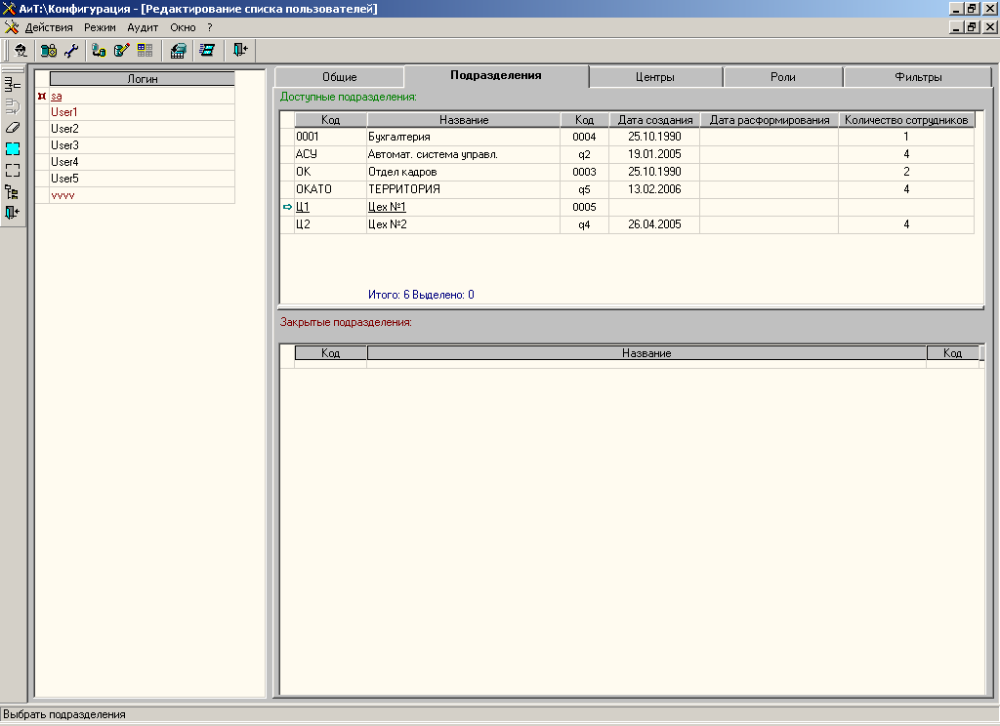 АиТ:\Конфигурация - [Редактирование списка пользователей]
Действия Режим Аудит Окно ?
Логин
sa
User1
User2
User3
User4
User5
vvvv
Общие Подразделения Центры Роли Фильтры
Доступные подразделения:
Код Название Код Дата создания Дата расформирования Количество сотрудников
0001 Бухгалтерия 0004 25.10.1990 1
АСУ Автомат. система управл. q2 19.01.2005 4
ОК Отдел кадров 0003 25.10.1990 2
ОКАТО ТЕРРИТОРИЯ q5 13.02.2006 4
Ц1 Цех №1 0005
Ц2 Цех №2 q4 26.04.2005 4
Итого: 6 Выделено: 0
Закрытые подразделения:
Код Название Код
Выбрать подразделения